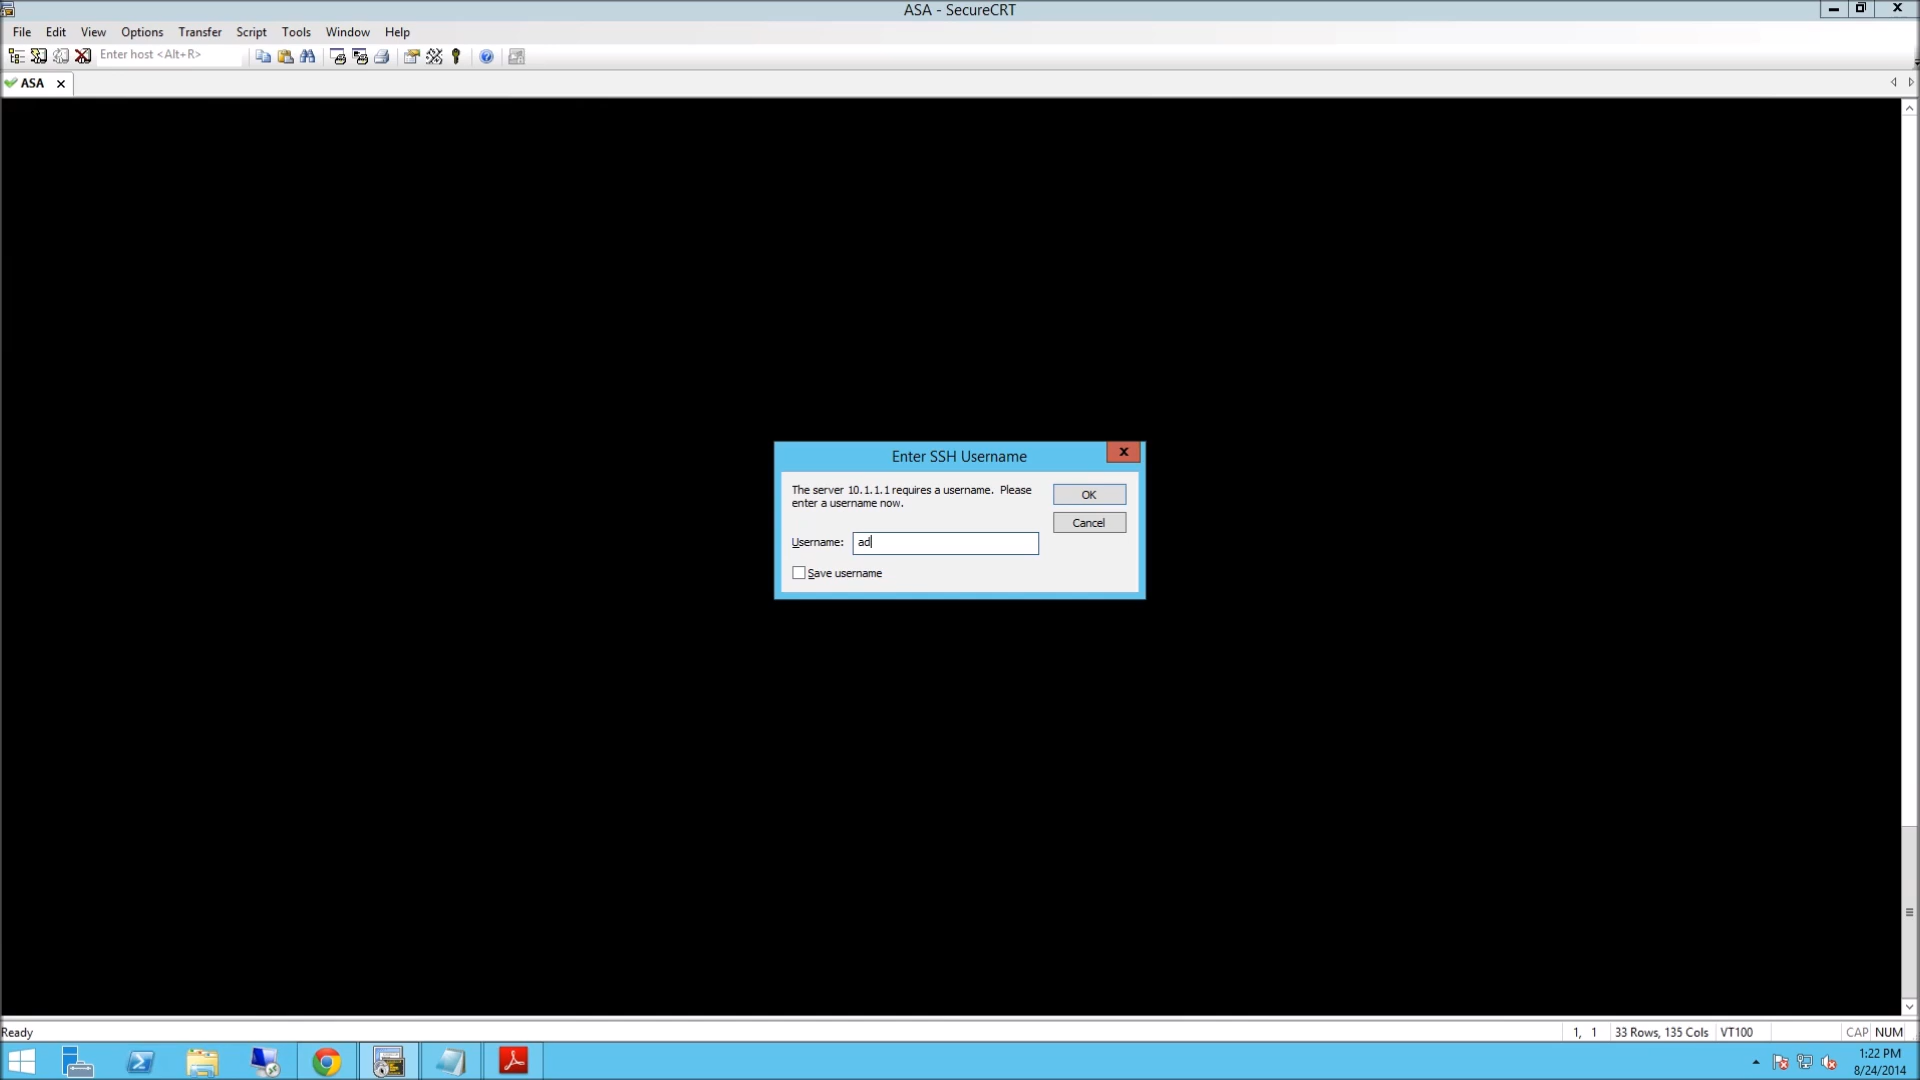 ASA - SecureCRT
File Edit View Options Transfer Script Tools Window Help
Enter host <Alt+R>
ASA
Enter SSH Username
The server 10.1.1.1 requires a username. Please
enter a username now.
OK
Cancel
Username: ad
Save username
Ready
1, 1 33 Rows, 135 Cols VT100 CAP NUM
1:22 PM
8/24/2014